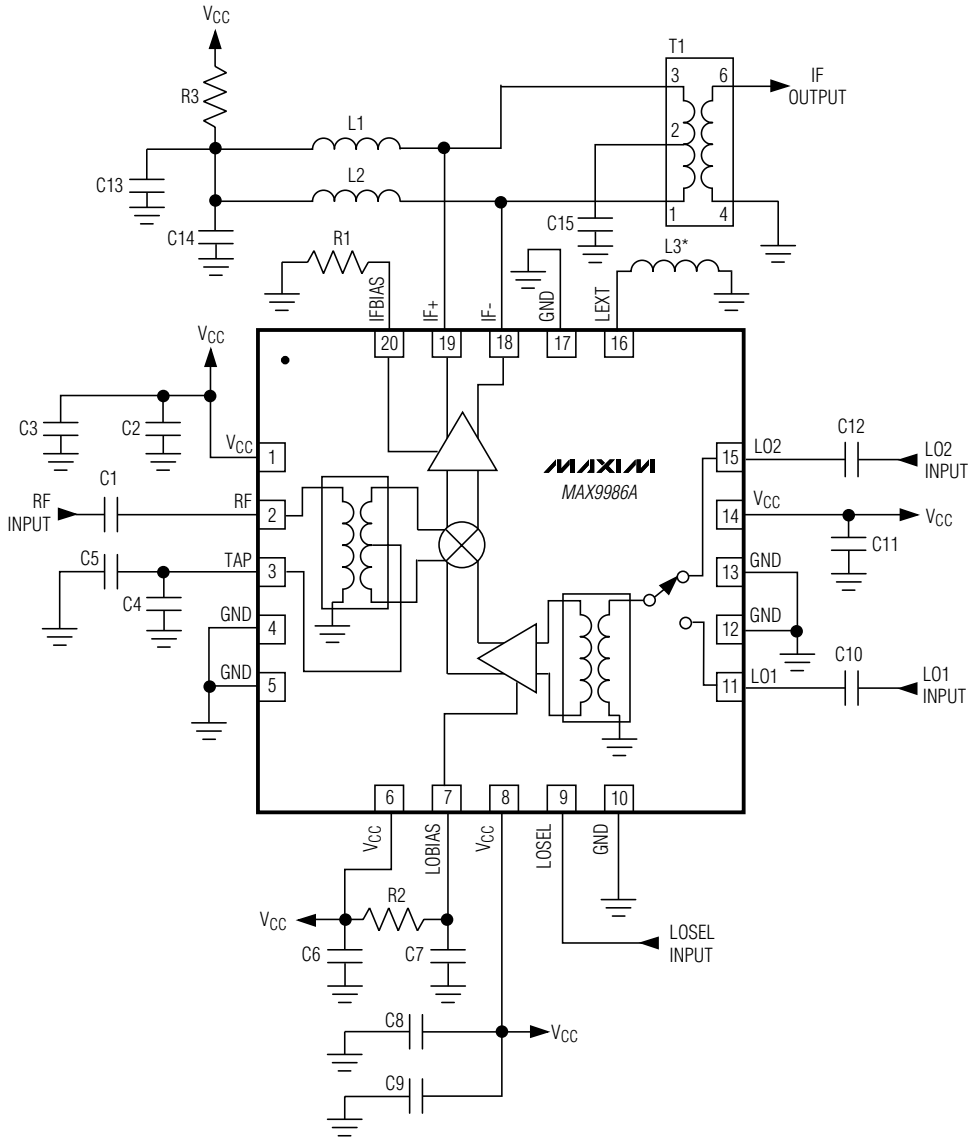 VCC
R3
C13
C14
L1
L2
T1
3
6
2
1
4
IF
OUTPUT
C15
R1
L3*
IFBIAS
IF+
IF-
GND
LEXT
20
19
18
17
16
VCC
C3
C2
VCC
1
C1
RF
INPUT
RF
2
C5
TAP
3
C4
GND
4
GND
5
MAXIM
MAX9986A
15
LO2
C12
LO2
INPUT
14
VCC
VCC
C11
13
GND
12
GND
11
LO1
C10
LO1
INPUT
6
7
8
9
10
VCC
LOBIAS
VCC
LOSEL
GND
VCC
R2
C6
C7
LOSEL
INPUT
C8
VCC
C9